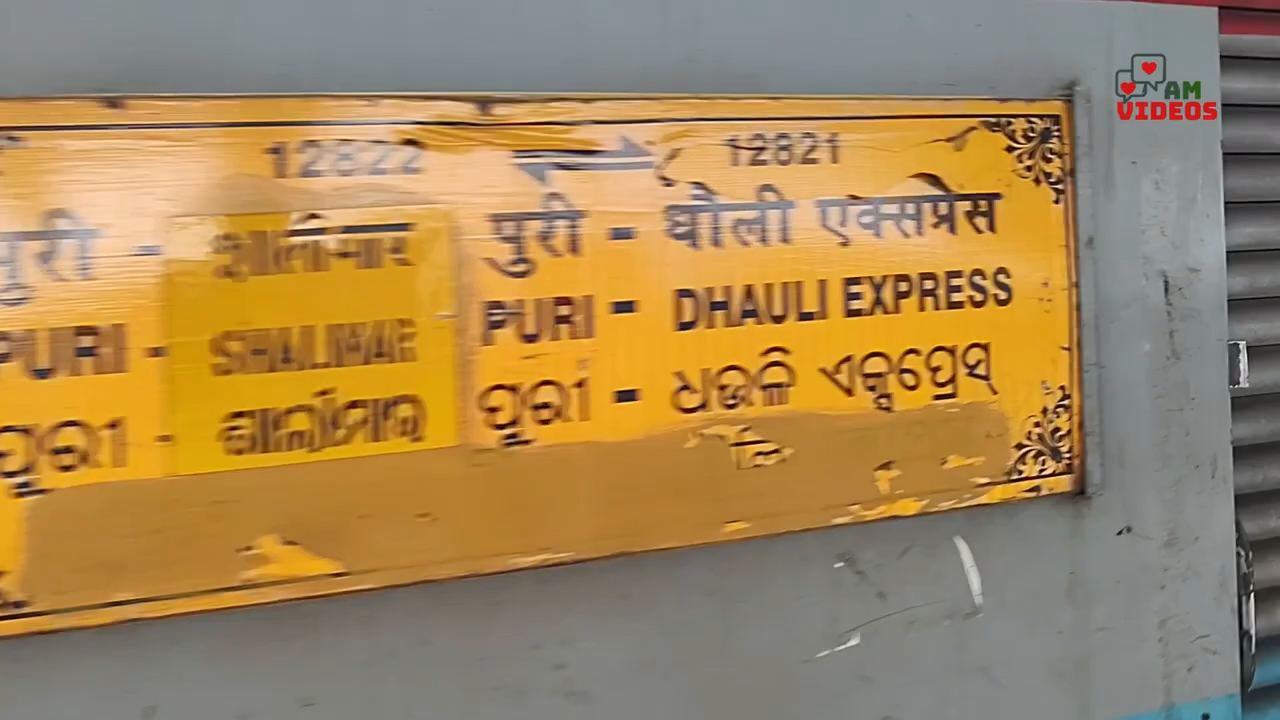 AM
VIDEOS
12822 12821
पुरी - शालीमार पुरी - धौली एक्सप्रेस
PURI - SHALIMAR PURI - DHAULI EXPRESS
ପୁରୀ - ଶାଲୀମାର ପୁରୀ - ଧଉଳି ଏକ୍ସପ୍ରେସ୍